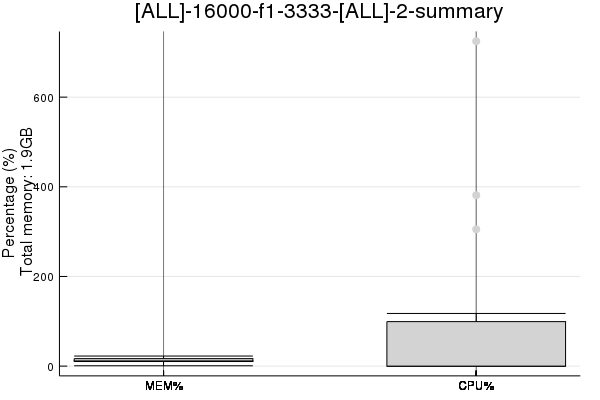 [ALL]-16000-f1-3333-[ALL]-2-summary
Percentage (%)
Total memory: 1.9GB
600
400
200
0
MEM%
CPU%